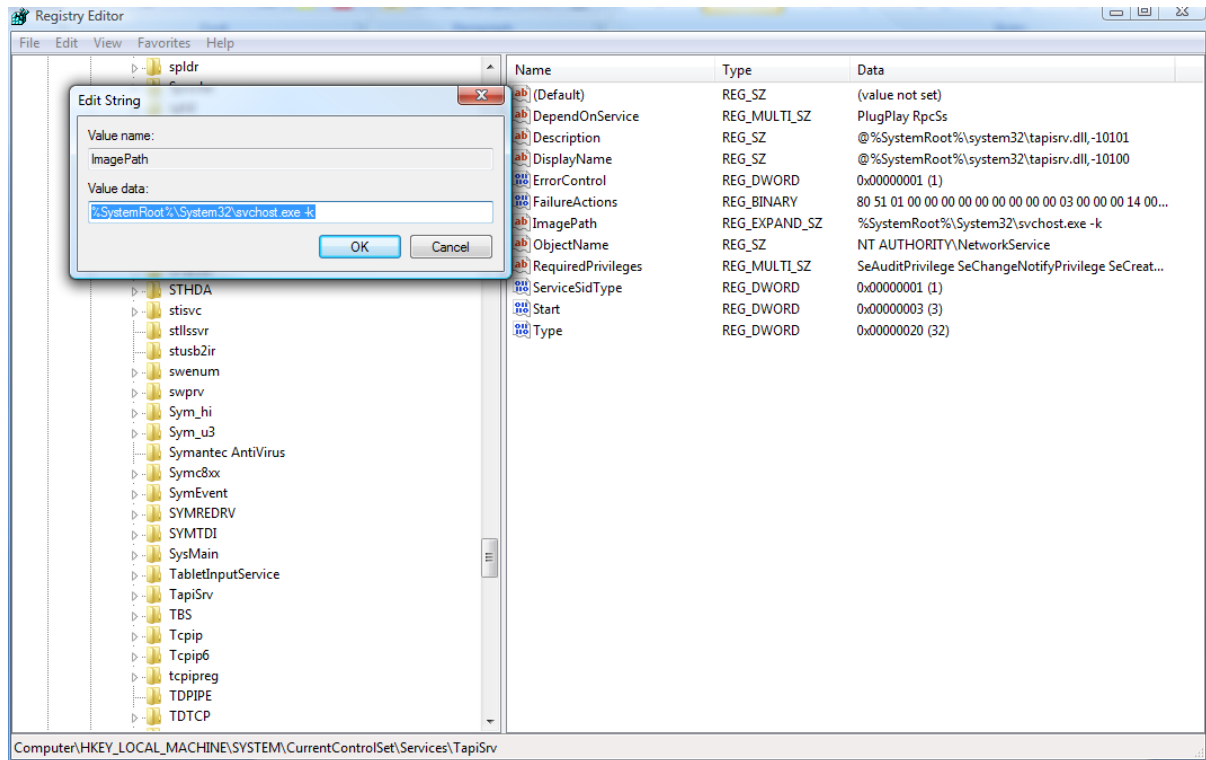 Registry Editor
File Edit View Favorites Help
spldr
Edit String
Value name:
ImagePath
Value data:
%SystemRoot%\System32\svchost.exe -k
OK Cancel
STHDA
stisvc
stllssvr
stusb2ir
swenum
swprv
Sym_hi
Sym_u3
Symantec AntiVirus
Symc8xx
SymEvent
SYMREDRV
SYMTDI
SysMain
TabletInputService
TapiSrv
TBS
Tcpip
Tcpip6
tcpipreg
TDPIPE
TDTCP
Name Type Data
(Default) REG_SZ (value not set)
DependOnService REG_MULTI_SZ PlugPlay RpcSs
Description REG_SZ @%SystemRoot%\system32\tapisrv.dll,-10101
DisplayName REG_SZ @%SystemRoot%\system32\tapisrv.dll,-10100
ErrorControl REG_DWORD 0x00000001 (1)
FailureActions REG_BINARY 80 51 01 00 00 00 00 00 00 00 00 00 03 00 00 00 14 00...
ImagePath REG_EXPAND_SZ %SystemRoot%\System32\svchost.exe -k
ObjectName REG_SZ NT AUTHORITY\NetworkService
RequiredPrivileges REG_MULTI_SZ SeAuditPrivilege SeChangeNotifyPrivilege SeCreat...
ServiceSidType REG_DWORD 0x00000001 (1)
Start REG_DWORD 0x00000003 (3)
Type REG_DWORD 0x00000020 (32)
Computer\HKEY_LOCAL_MACHINE\SYSTEM\CurrentControlSet\Services\TapiSrv